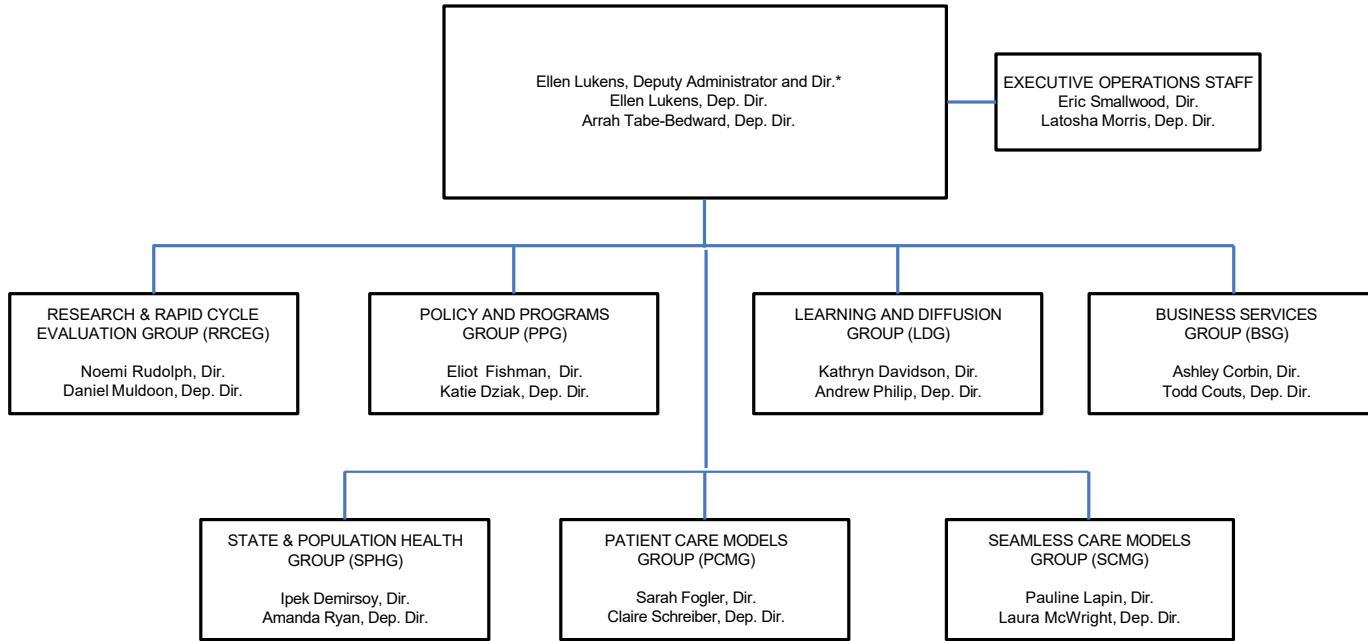 Ellen Lukens, Deputy Administrator and Dir.*
Ellen Lukens, Dep. Dir.
Arrah Tabe-Bedward, Dep. Dir.
EXECUTIVE OPERATIONS STAFF
Eric Smallwood, Dir.
Latosha Morris, Dep. Dir.
RESEARCH & RAPID CYCLE
EVALUATION GROUP (RRCEG)
Noemi Rudolph, Dir.
Daniel Muldoon, Dep. Dir.
POLICY AND PROGRAMS
GROUP (PPG)
Eliot Fishman, Dir.
Katie Dziak, Dep. Dir.
LEARNING AND DIFFUSION
GROUP (LDG)
Kathryn Davidson, Dir.
Andrew Philip, Dep. Dir.
BUSINESS SERVICES
GROUP (BSG)
Ashley Corbin, Dir.
Todd Couts, Dep. Dir.
STATE & POPULATION HEALTH
GROUP (SPHG)
Ipek Demirsoy, Dir.
Amanda Ryan, Dep. Dir.
PATIENT CARE MODELS
GROUP (PCMG)
Sarah Fogler, Dir.
Claire Schreiber, Dep. Dir.
SEAMLESS CARE MODELS
GROUP (SCMG)
Pauline Lapin, Dir.
Laura McWright, Dep. Dir.